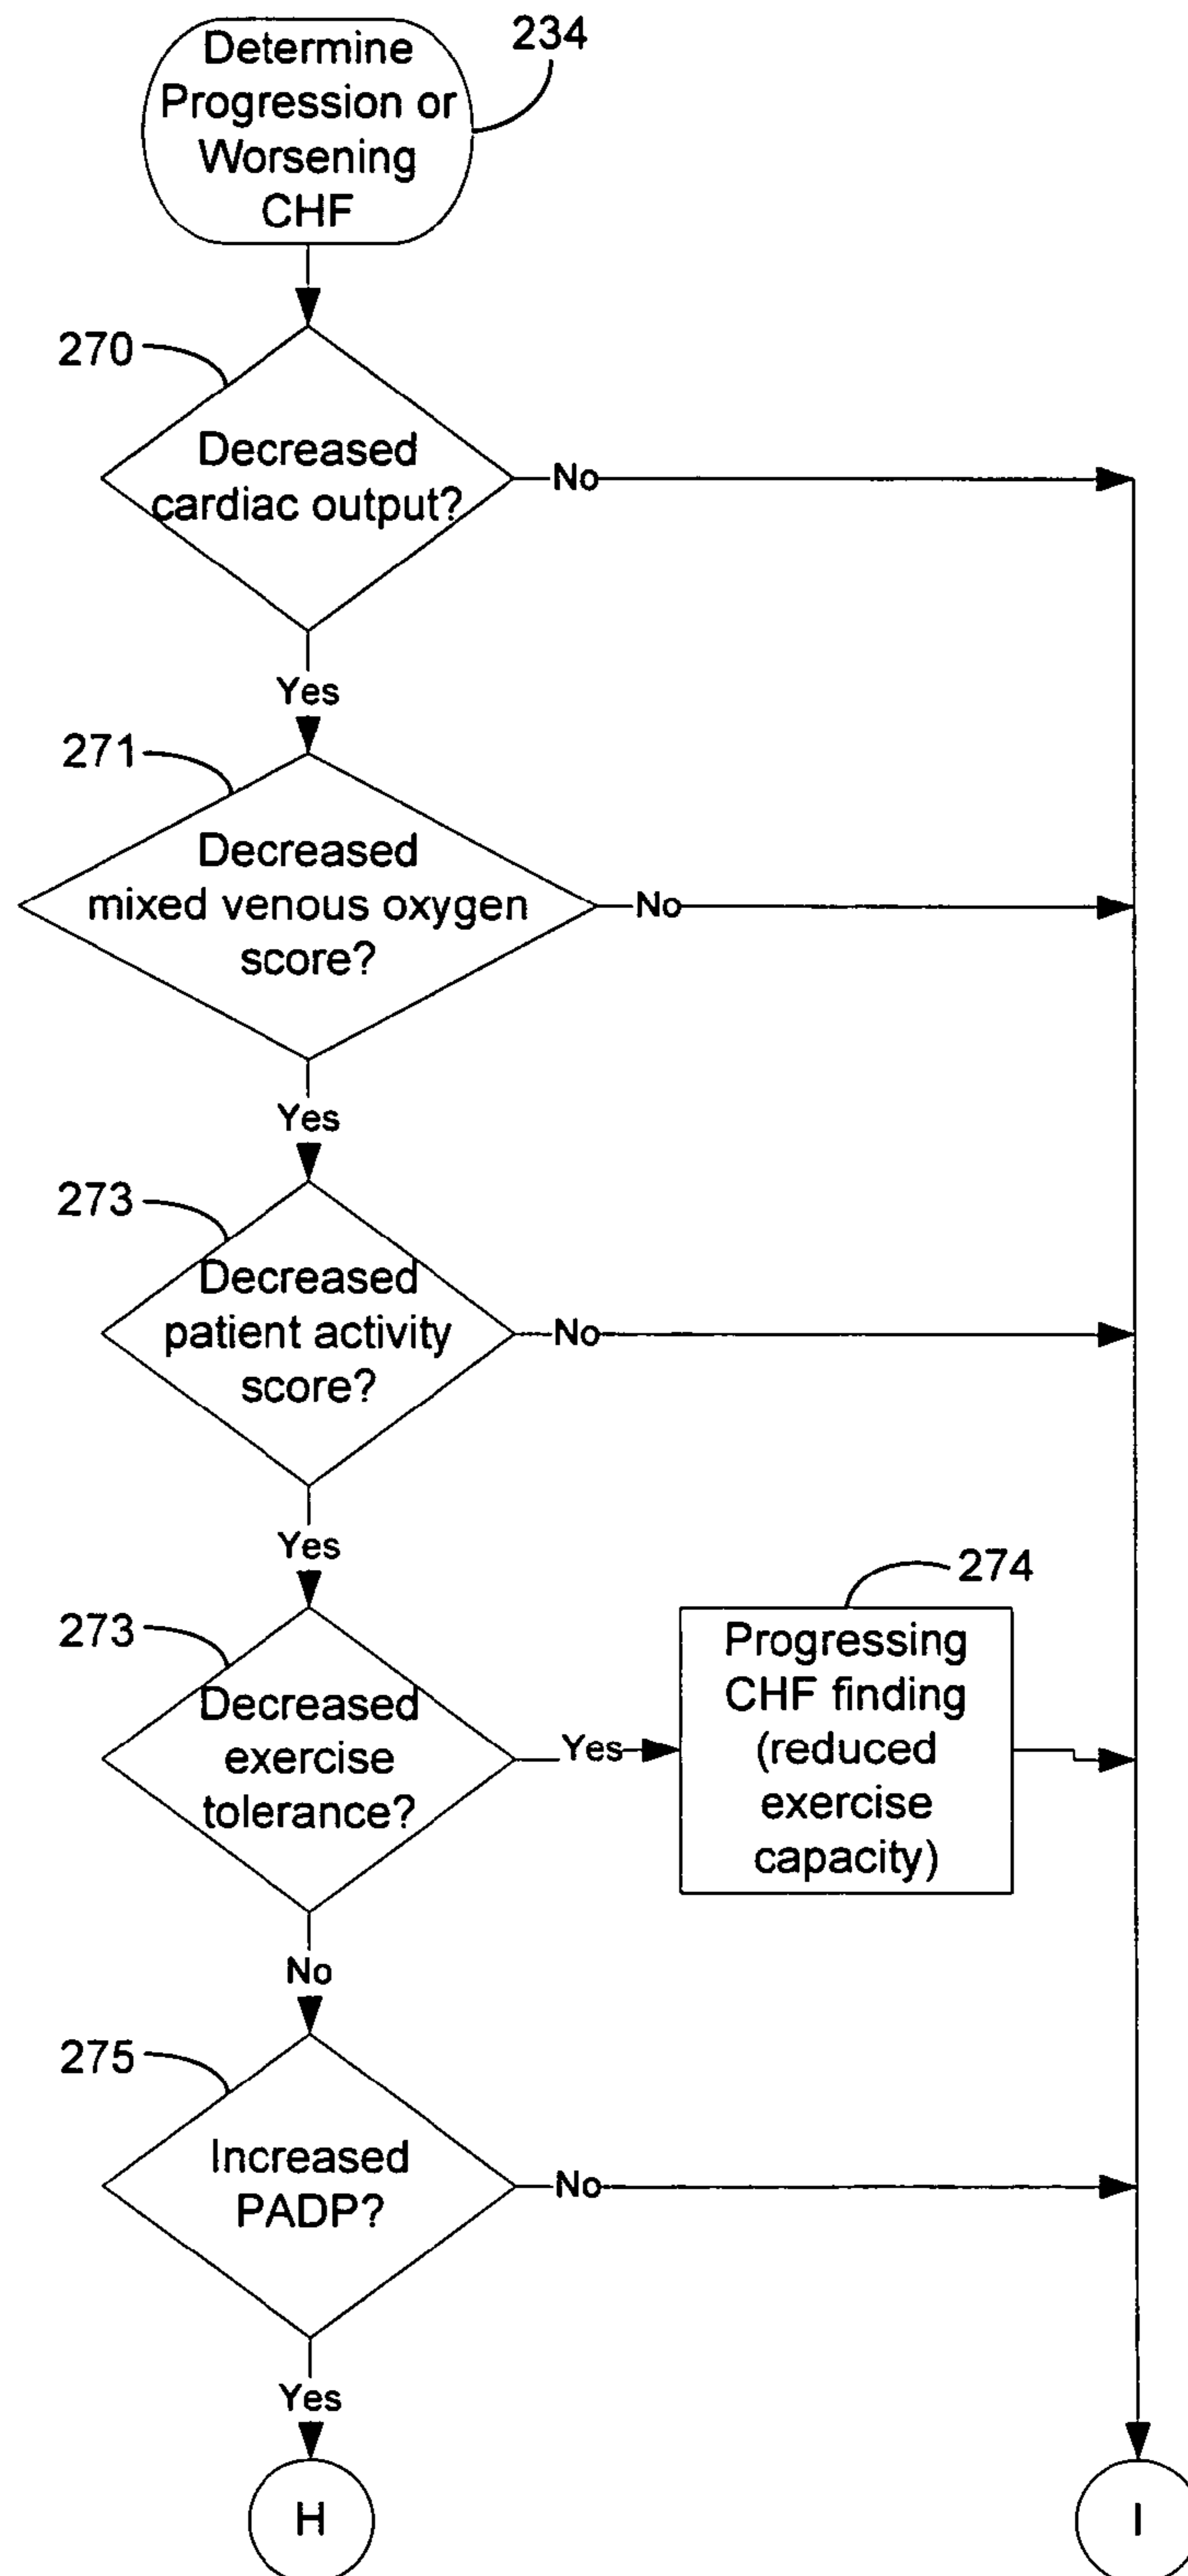 234
Determine
Progression or
Worsening
CHF
270
Decreased
cardiac output?
No
Yes
271
Decreased
mixed venous oxygen
score?
No
Yes
273
Decreased
patient activity
score?
No
Yes
273
Decreased
exercise
tolerance?
Yes
274
Progressing
CHF finding
(reduced
exercise
capacity)
No
275
Increased
PADP?
No
Yes
H
I